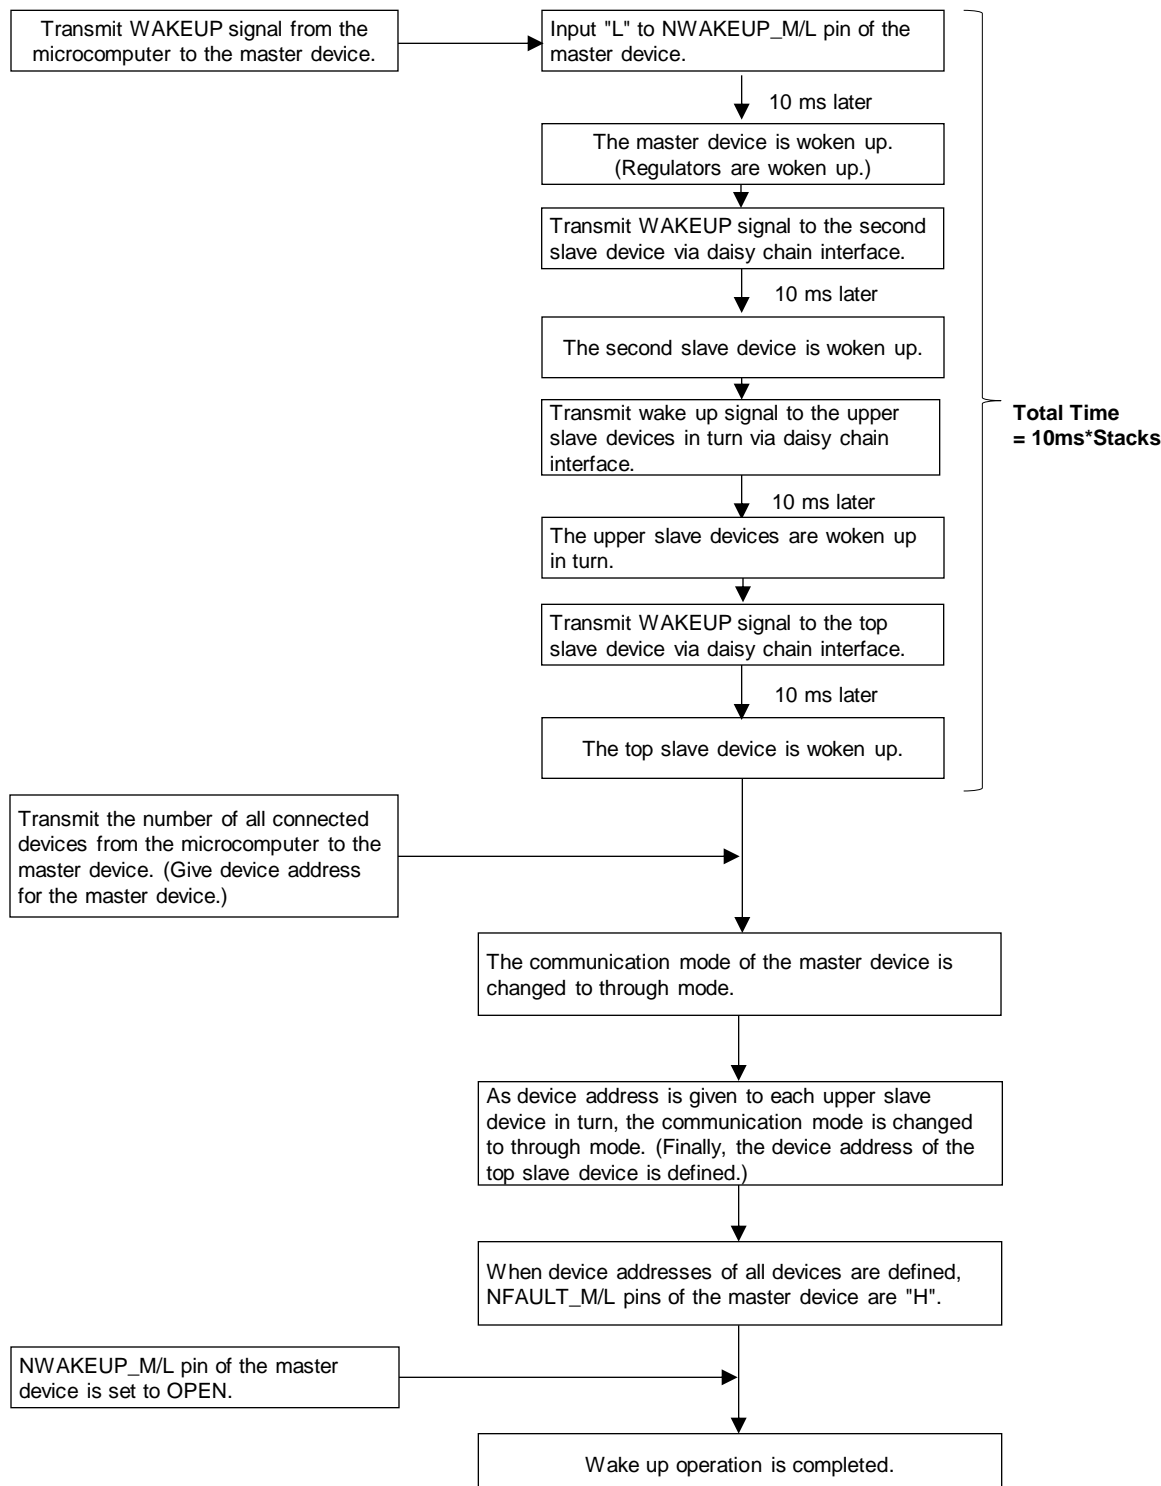 Transmit WAKEUP signal from the
microcomputer to the master device.
Input "L" to NWAKEUP_M/L pin of the
master device.
10 ms later
The master device is woken up.
(Regulators are woken up.)
Transmit WAKEUP signal to the second
slave device via daisy chain interface.
10 ms later
The second slave device is woken up.
Transmit wake up signal to the upper
slave devices in turn via daisy chain
interface.
Total Time
= 10ms*Stacks
10 ms later
The upper slave devices are woken up
in turn.
Transmit WAKEUP signal to the top
slave device via daisy chain interface.
10 ms later
The top slave device is woken up.
Transmit the number of all connected
devices from the microcomputer to the
master device. (Give device address
for the master device.)
The communication mode of the master device is
changed to through mode.
As device address is given to each upper slave
device in turn, the communication mode is changed
to through mode. (Finally, the device address of the
top slave device is defined.)
When device addresses of all devices are defined,
NFAULT_M/L pins of the master device are "H".
NWAKEUP_M/L pin of the master
device is set to OPEN.
Wake up operation is completed.